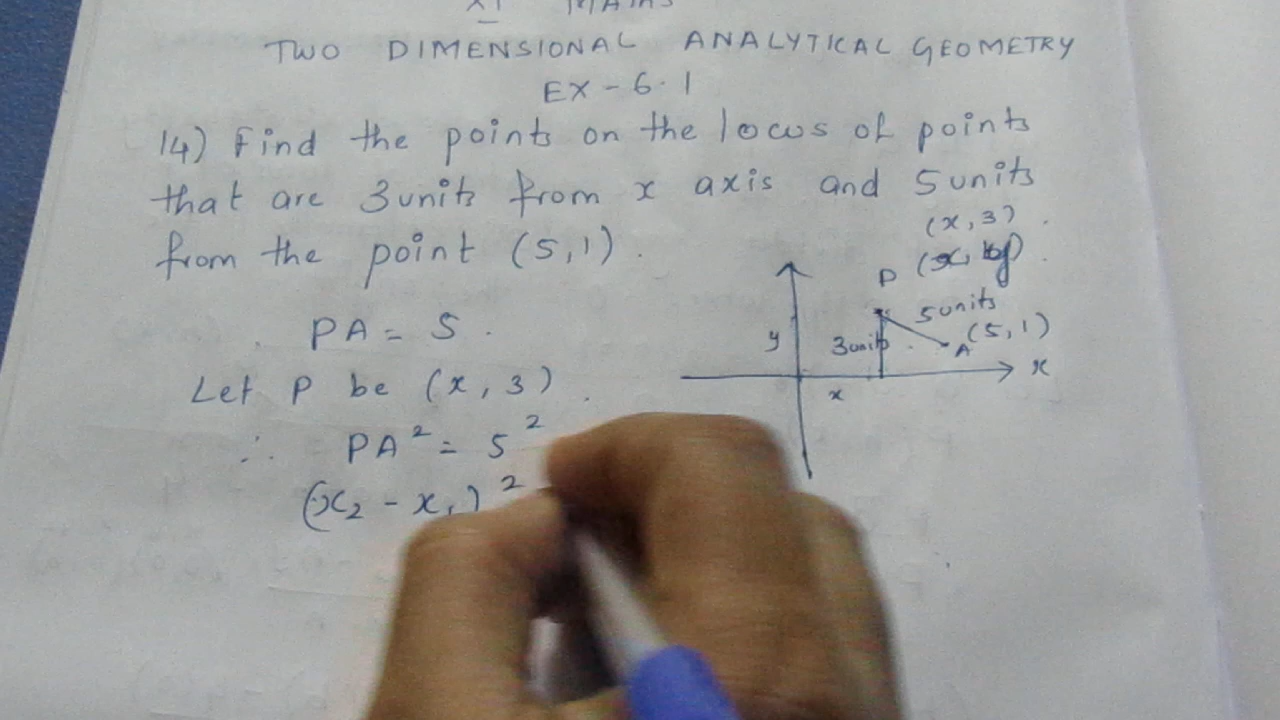 XI MATHS
TWO DIMENSIONAL ANALYTICAL GEOMETRY
EX - 6.1
14) Find the points on the locus of points
that are 3 units from x axis and 5 units
from the point (5,1).
(x, 3)
P
5 units
(5,1)
A
3 units
y
x
x
PA = 5.
Let P be (x, 3).
∴ PA² = 5²
(x₂ - x₁)²